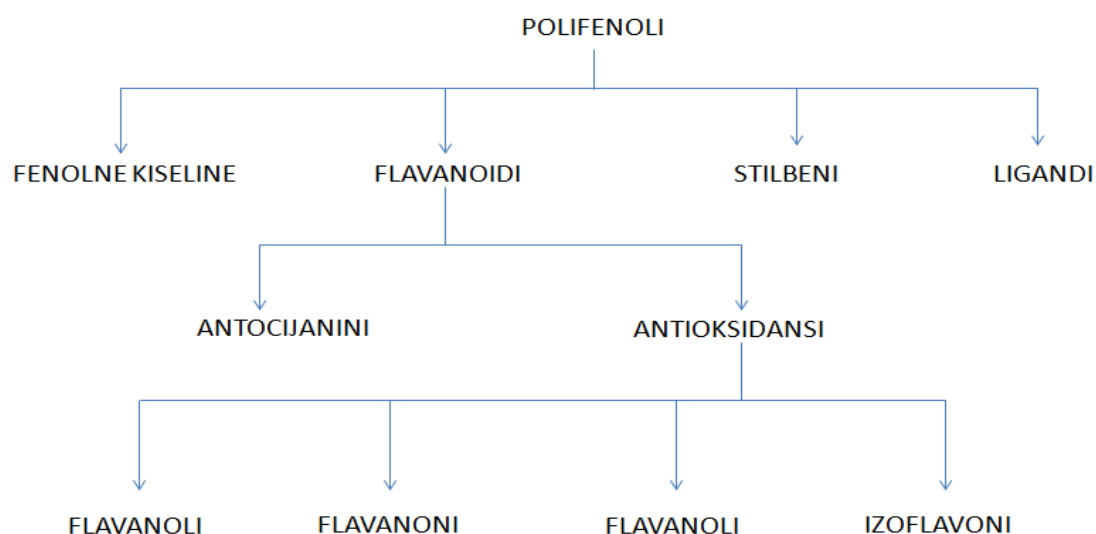 POLIFENOLI
FENOLNE KISELINE
FLAVANOIDI
STILBENI
LIGANDI
ANTOCIJANINI
ANTIOKSIDANSI
FLAVANOLI
FLAVANONI
FLAVANOLI
IZOFLAVONI